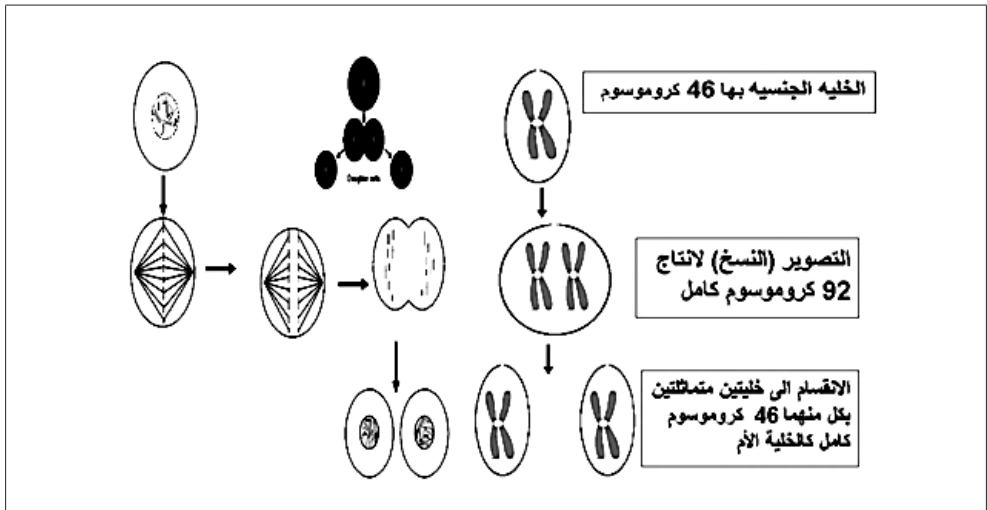 الخليه الجنسيه بها 46 كروموسوم
التصوير (النسخ) لانتاج
92 كروموسوم كامل
الانقسام الى خليتين متماثلتين
بكل منهما 46 كروموسوم
كامل كالخلية الأم